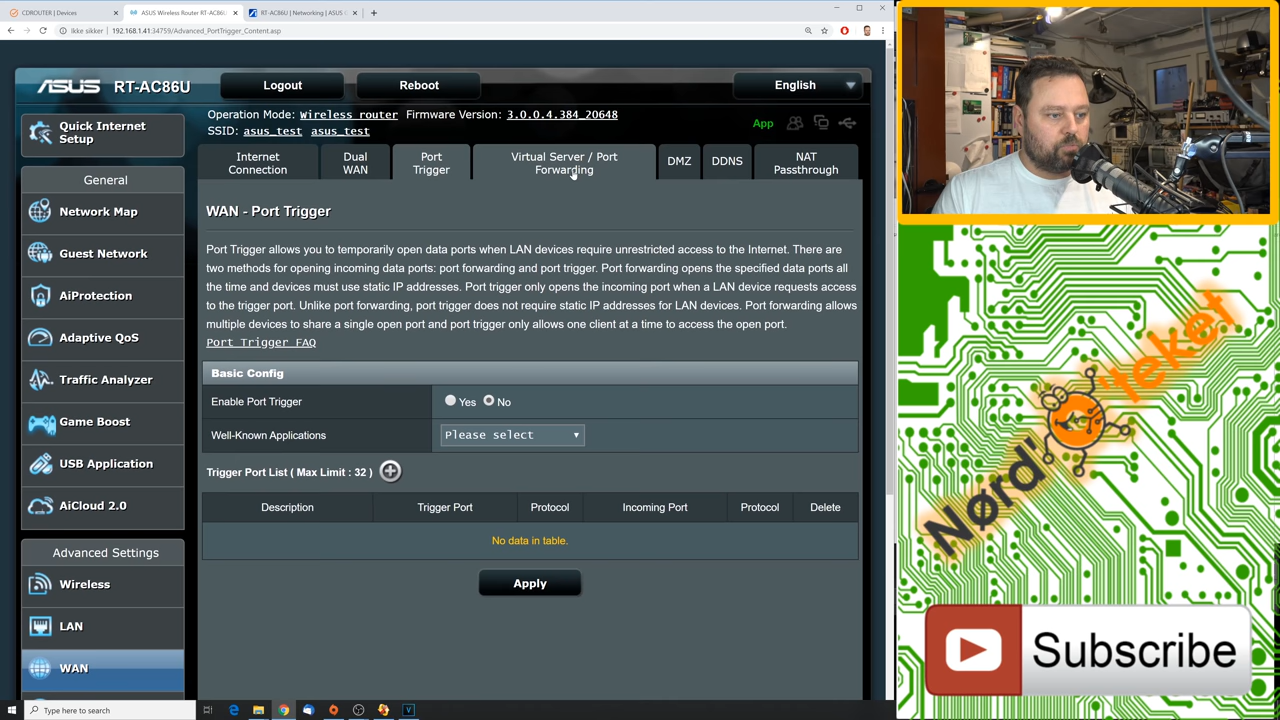 CDROUTER | Devices
ASUS Wireless Router RT-AC86U
RT-AC86U | Networking | ASUS
Ikke sikker
192.168.1.41:34759/Advanced_PortTrigger_Content.asp
ASUS RT-AC86U
Logout
Reboot
English
Quick Internet
Setup
General
Network Map
Guest Network
AiProtection
Adaptive QoS
Traffic Analyzer
Game Boost
USB Application
AiCloud 2.0
Advanced Settings
Wireless
LAN
WAN
Operation Mode: Wireless router Firmware Version: 3.0.0.4.384_20648
SSID: asus_test asus_test
App
Internet
Connection
Dual
WAN
Port
Trigger
Virtual Server / Port
Forwarding
DMZ
DDNS
NAT
Passthrough
WAN - Port Trigger
Port Trigger allows you to temporarily open data ports when LAN devices require unrestricted access to the Internet. There are
two methods for opening incoming data ports: port forwarding and port trigger. Port forwarding opens the specified data ports all
the time and devices must use static IP addresses. Port trigger only opens the incoming port when a LAN device requests access
to the trigger port. Unlike port forwarding, port trigger does not require static IP addresses for LAN devices. Port forwarding allows
multiple devices to share a single open port and port trigger only allows one client at a time to access the open port.
Port Trigger FAQ
Basic Config
Enable Port Trigger
Yes No
Well-Known Applications
Please select
Trigger Port List ( Max Limit : 32 )
Description Trigger Port Protocol Incoming Port Protocol Delete
No data in table.
Apply
Type here to search
Nørd'teket
Subscribe